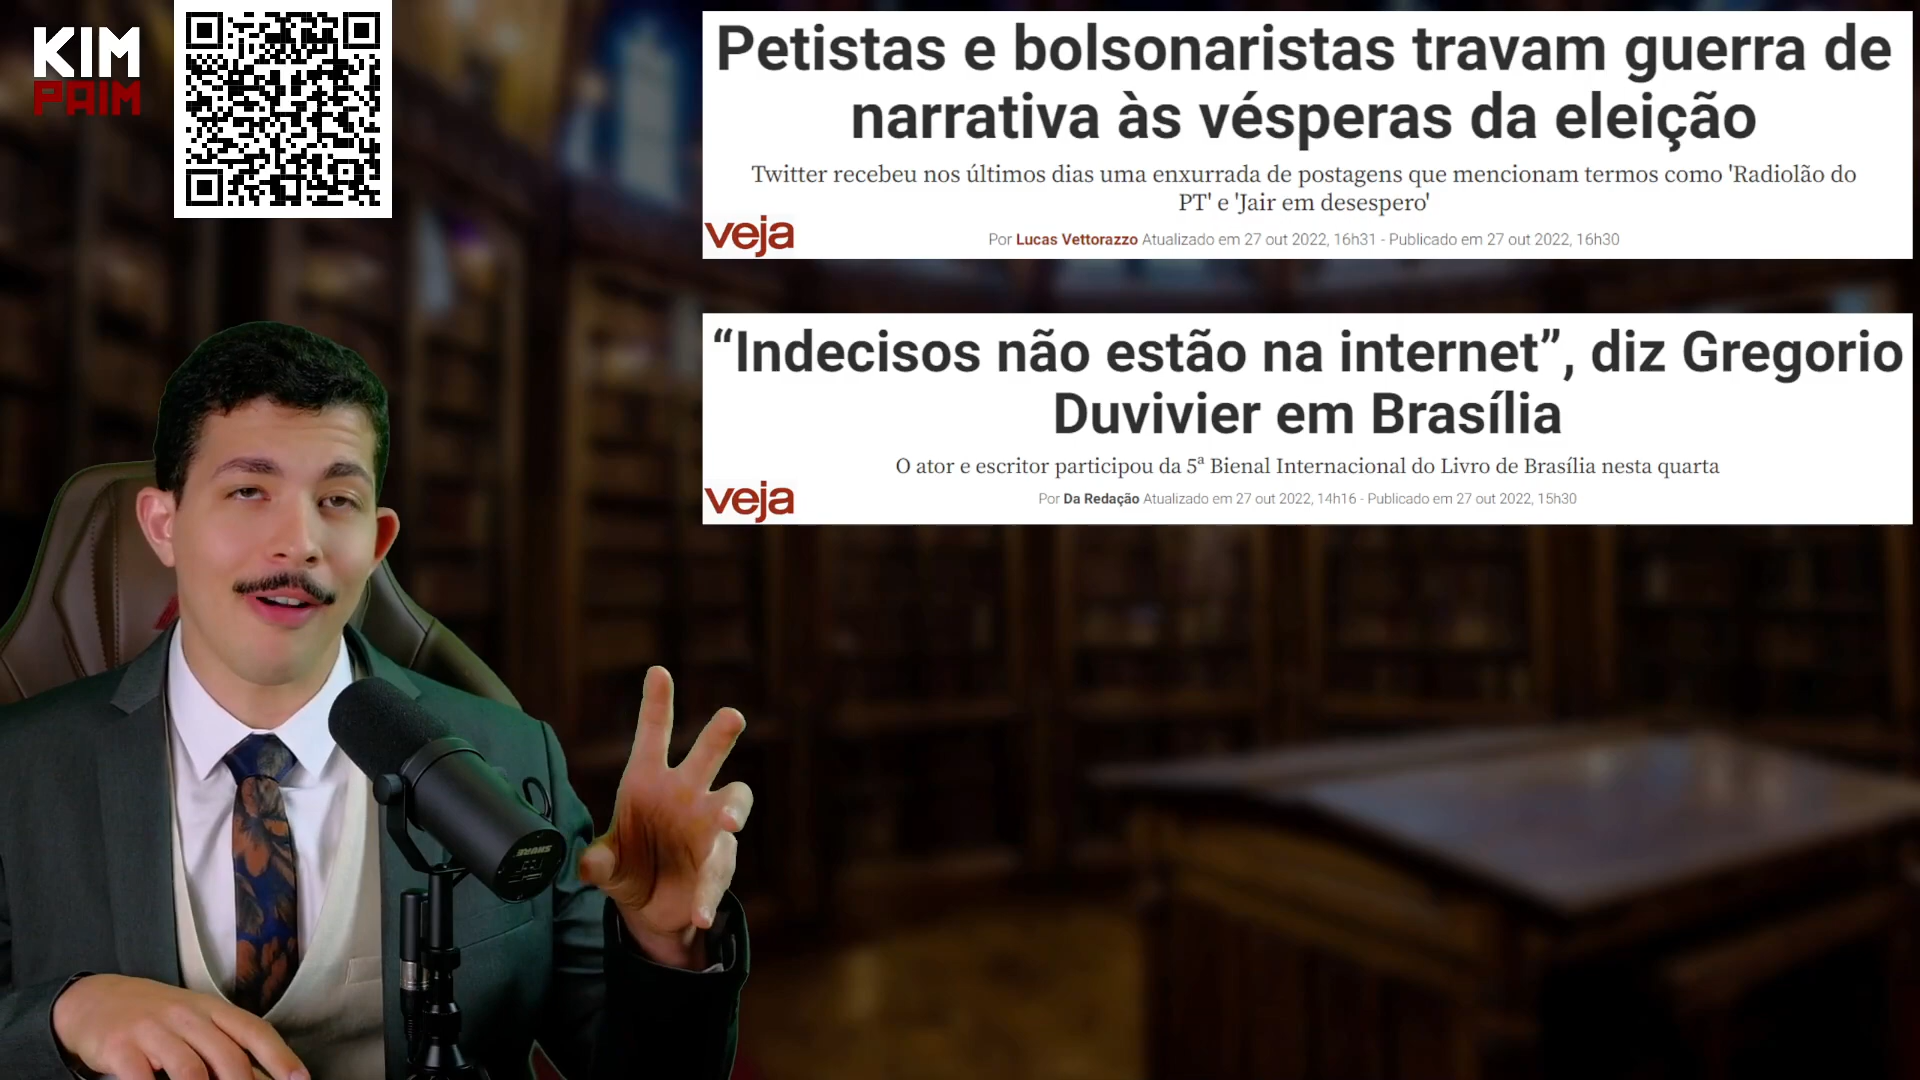 KIM
PAIM
Petistas e bolsonaristas travam guerra de
narrativa às vésperas da eleição
Twitter recebeu nos últimos dias uma enxurrada de postagens que mencionam termos como 'Radiolão do
PT' e 'Jair em desespero'
veja
Por Lucas Vettorazzo Atualizado em 27 out 2022, 16h31 - Publicado em 27 out 2022, 16h30
“Indecisos não estão na internet”, diz Gregorio
Duvivier em Brasília
O ator e escritor participou da 5ª Bienal Internacional do Livro de Brasília nesta quarta
veja
Por Da Redação Atualizado em 27 out 2022, 14h16 - Publicado em 27 out 2022, 15h30
SHURE